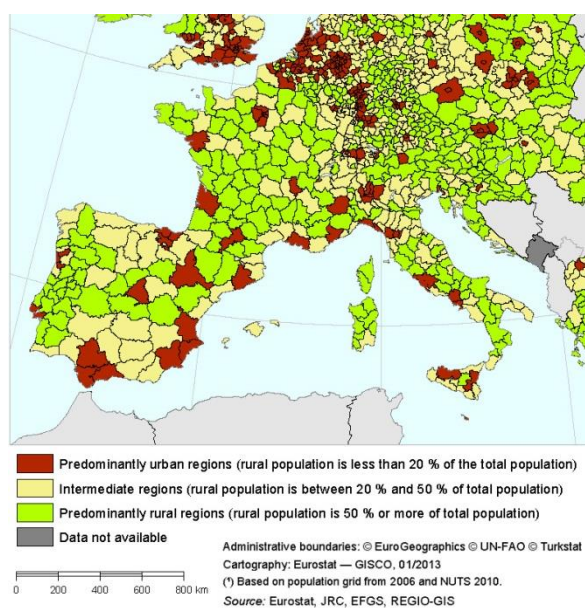 Predominantly urban regions (rural population is less than 20 % of the total population)
Intermediate regions (rural population is between 20 % and 50 % of total population)
Predominantly rural regions (rural population is 50 % or more of total population)
Data not available
Administrative boundaries: © EuroGeographics © UN-FAO © Turkstat
Cartography: Eurostat — GISCO, 01/2013
(¹) Based on population grid from 2006 and NUTS 2010.
Source: Eurostat, JRC, EFGS, REGIO-GIS
0 200 400 600 800 km